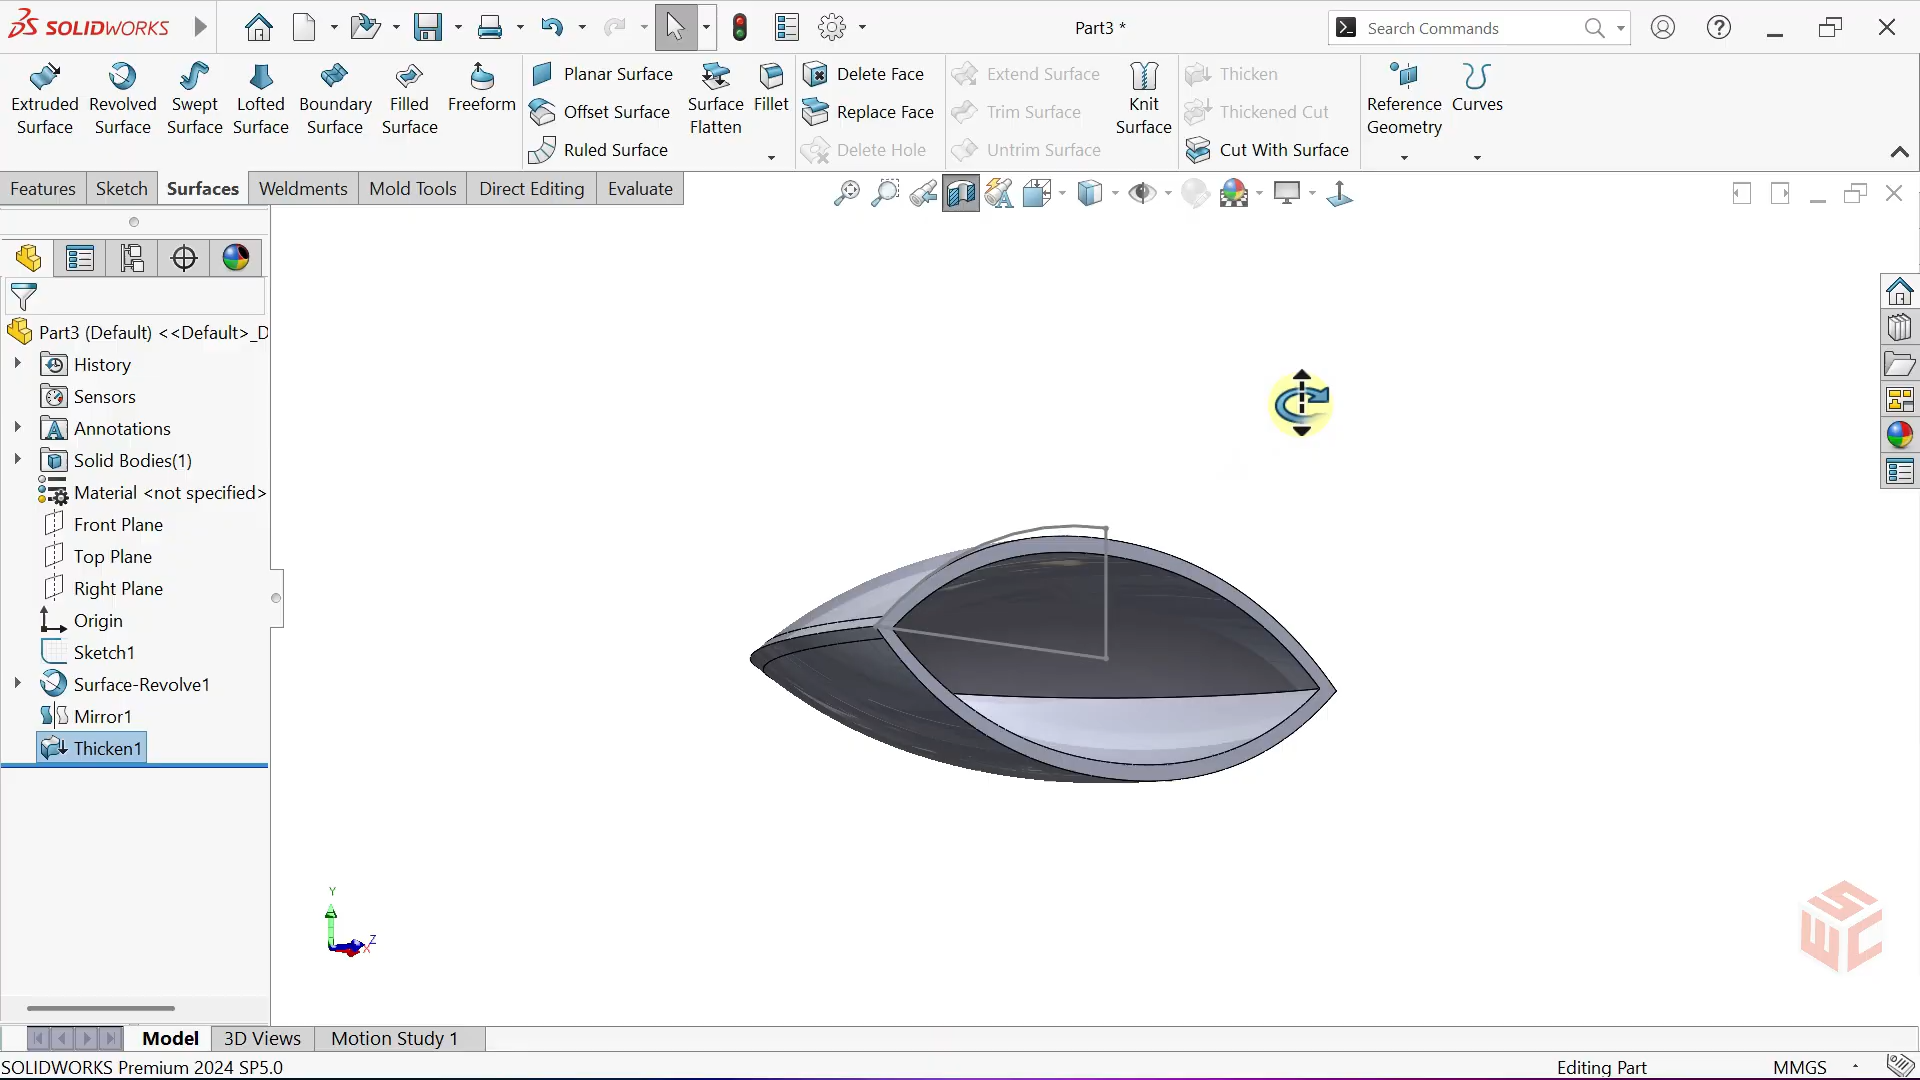 SOLIDWORKS
Part3 *
Search Commands
Extruded Surface
Revolved Surface
Swept Surface
Lofted Surface
Boundary Surface
Filled Surface
Freeform
Planar Surface
Offset Surface
Ruled Surface
Surface Flatten
Fillet
Delete Face
Replace Face
Delete Hole
Extend Surface
Trim Surface
Untrim Surface
Knit Surface
Thicken
Thickened Cut
Cut With Surface
Reference Geometry
Curves
Features
Sketch
Surfaces
Weldments
Mold Tools
Direct Editing
Evaluate
Part3 (Default) <<Default>_D
History
Sensors
Annotations
Solid Bodies(1)
Material <not specified>
Front Plane
Top Plane
Right Plane
Origin
Sketch1
Surface-Revolve1
Mirror1
Thicken1
Y
Z
X
SWC
Model
3D Views
Motion Study 1
SOLIDWORKS Premium 2024 SP5.0
Editing Part
MMGS